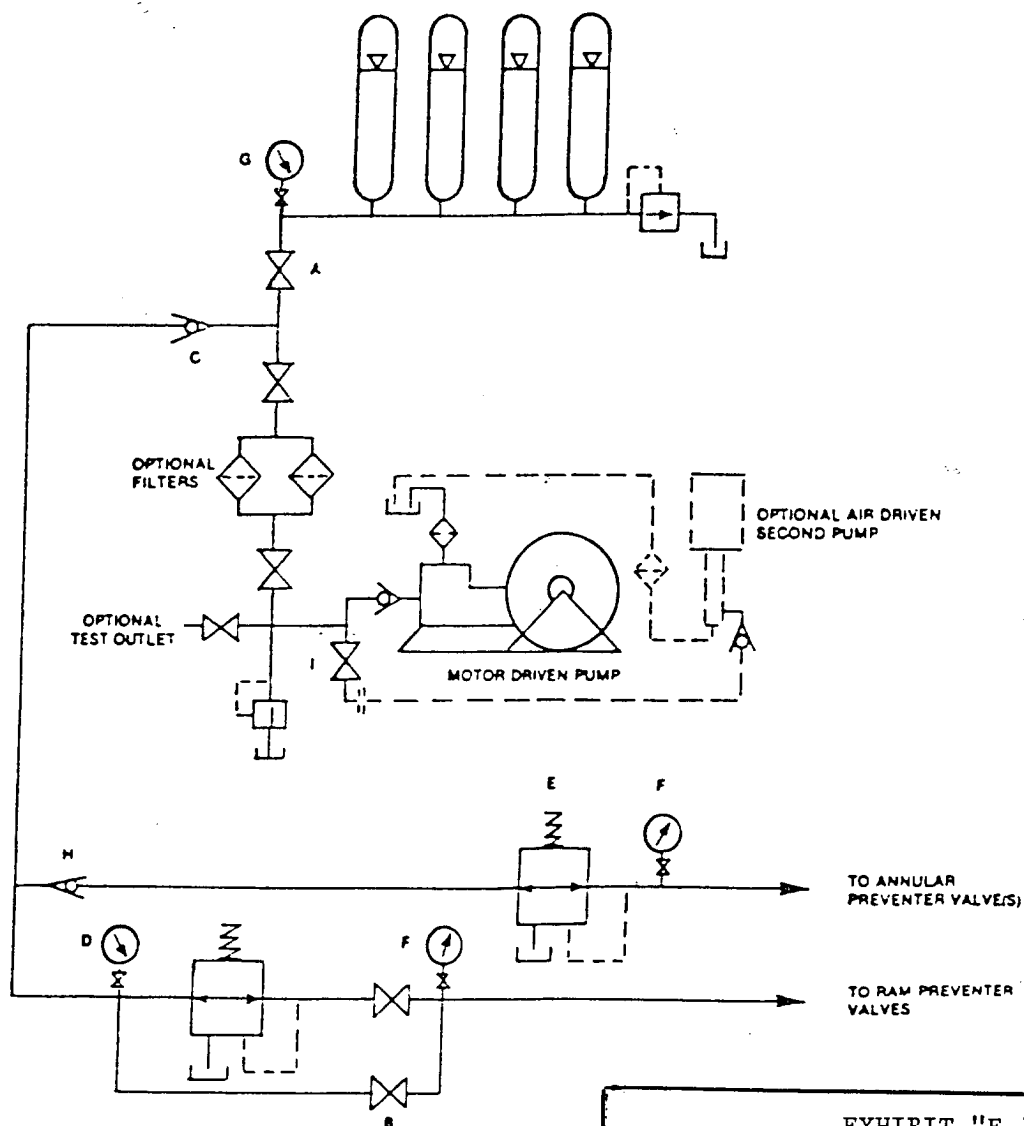 G
A
C
OPTIONAL
FILTERS
OPTIONAL AIR DRIVEN
SECOND PUMP
OPTIONAL
TEST OUTLET
I
MOTOR DRIVEN PUMP
E
F
H
TO ANNULAR
PREVENTER VALVE(S)
D
F
TO RAM PREVENTER
VALVES
B
EXHIBIT "E